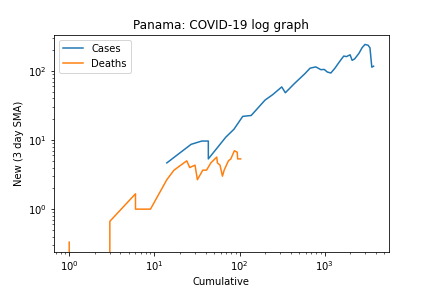 Panama: COVID-19 log graph
Cases
Deaths
New (3 day SMA)
10²
10¹
10⁰
10⁰ 10¹ 10² 10³
Cumulative